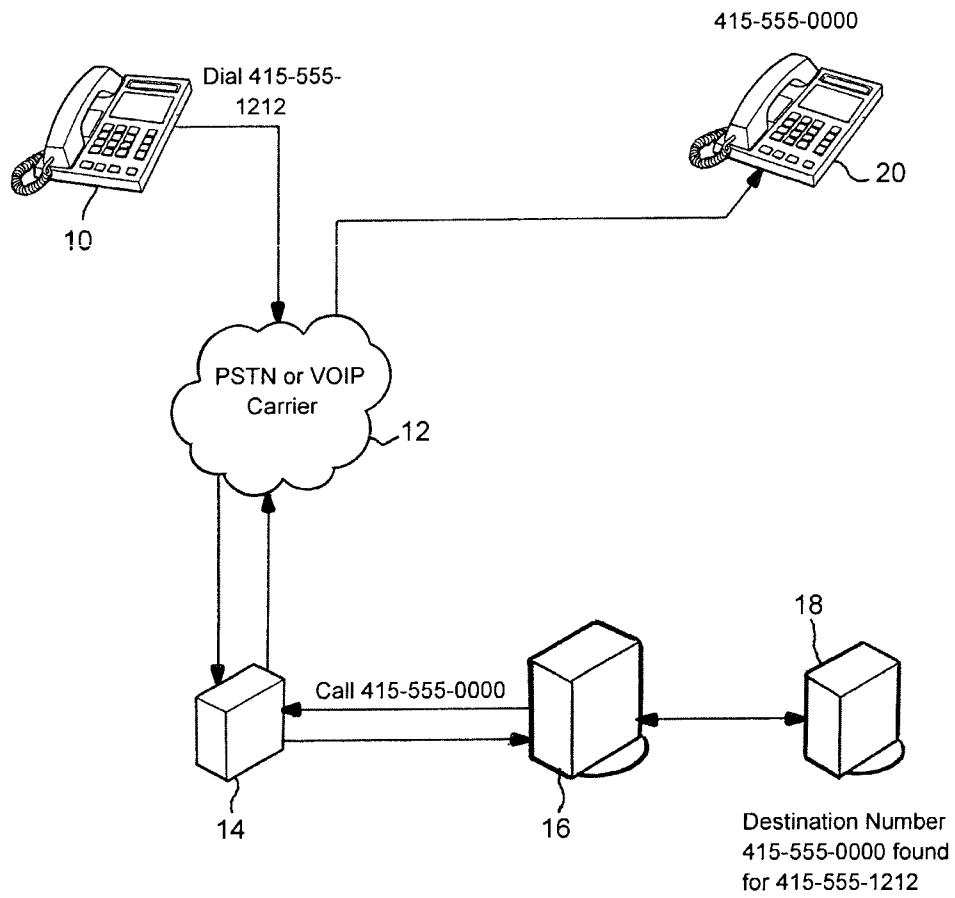 415-555-0000
Dial 415-555-
1212
20
10
PSTN or VOIP
Carrier
12
18
Call 415-555-0000
14
16
Destination Number
415-555-0000 found
for 415-555-1212